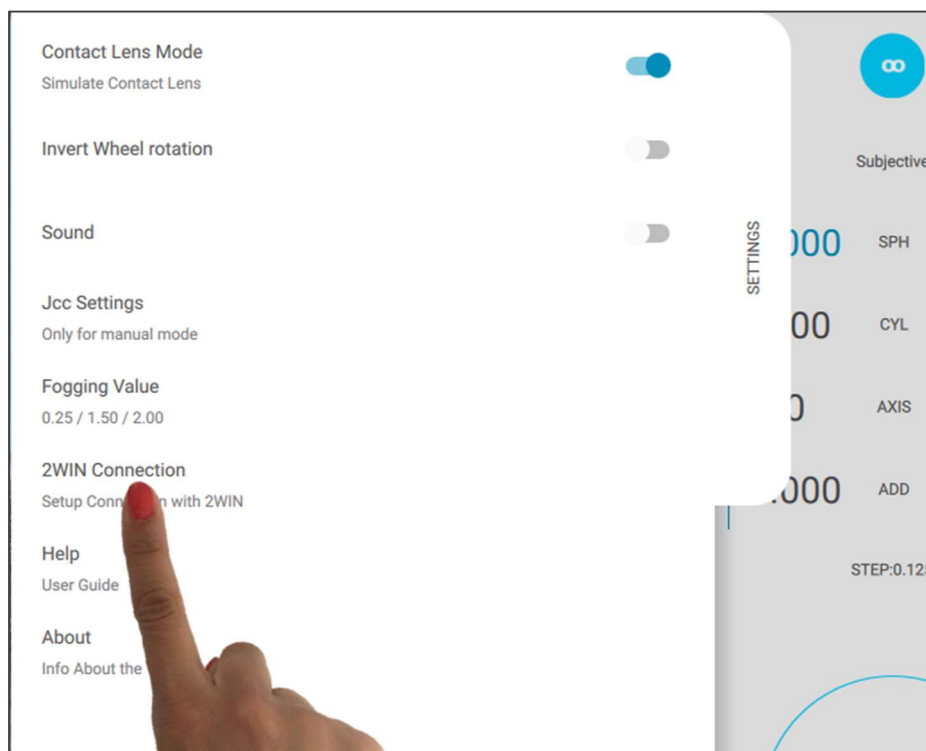 Contact Lens Mode
Simulate Contact Lens
Invert Wheel rotation
Sound
Jcc Settings
Only for manual mode
Fogging Value
0.25 / 1.50 / 2.00
2WIN Connection
Setup with 2WIN
Help
User Guide
About
Info About the
SETTINGS
Subjective
000 SPH
00 CYL
0 AXIS
.000 ADD
STEP:0.125